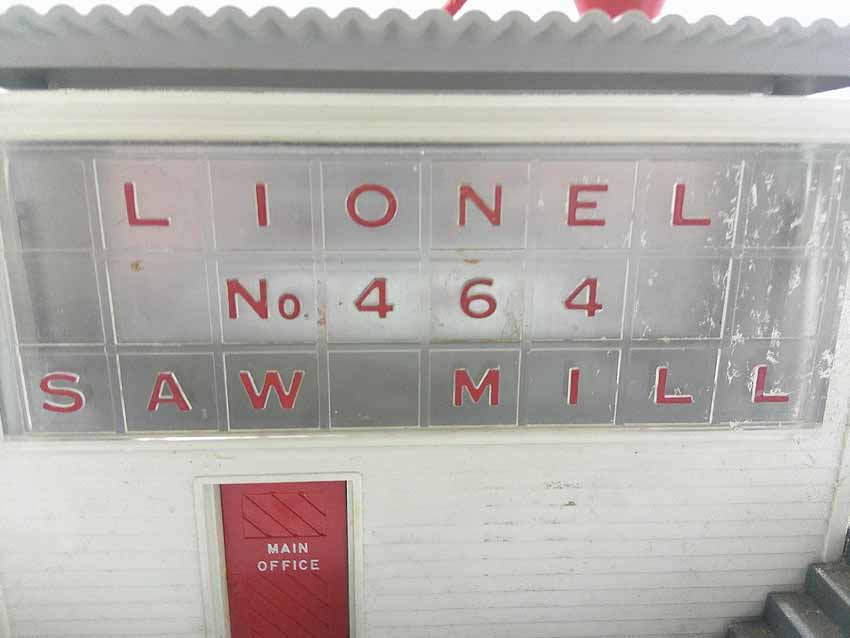 LIONEL
No. 464
SAW MILL
MAIN
OFFICE